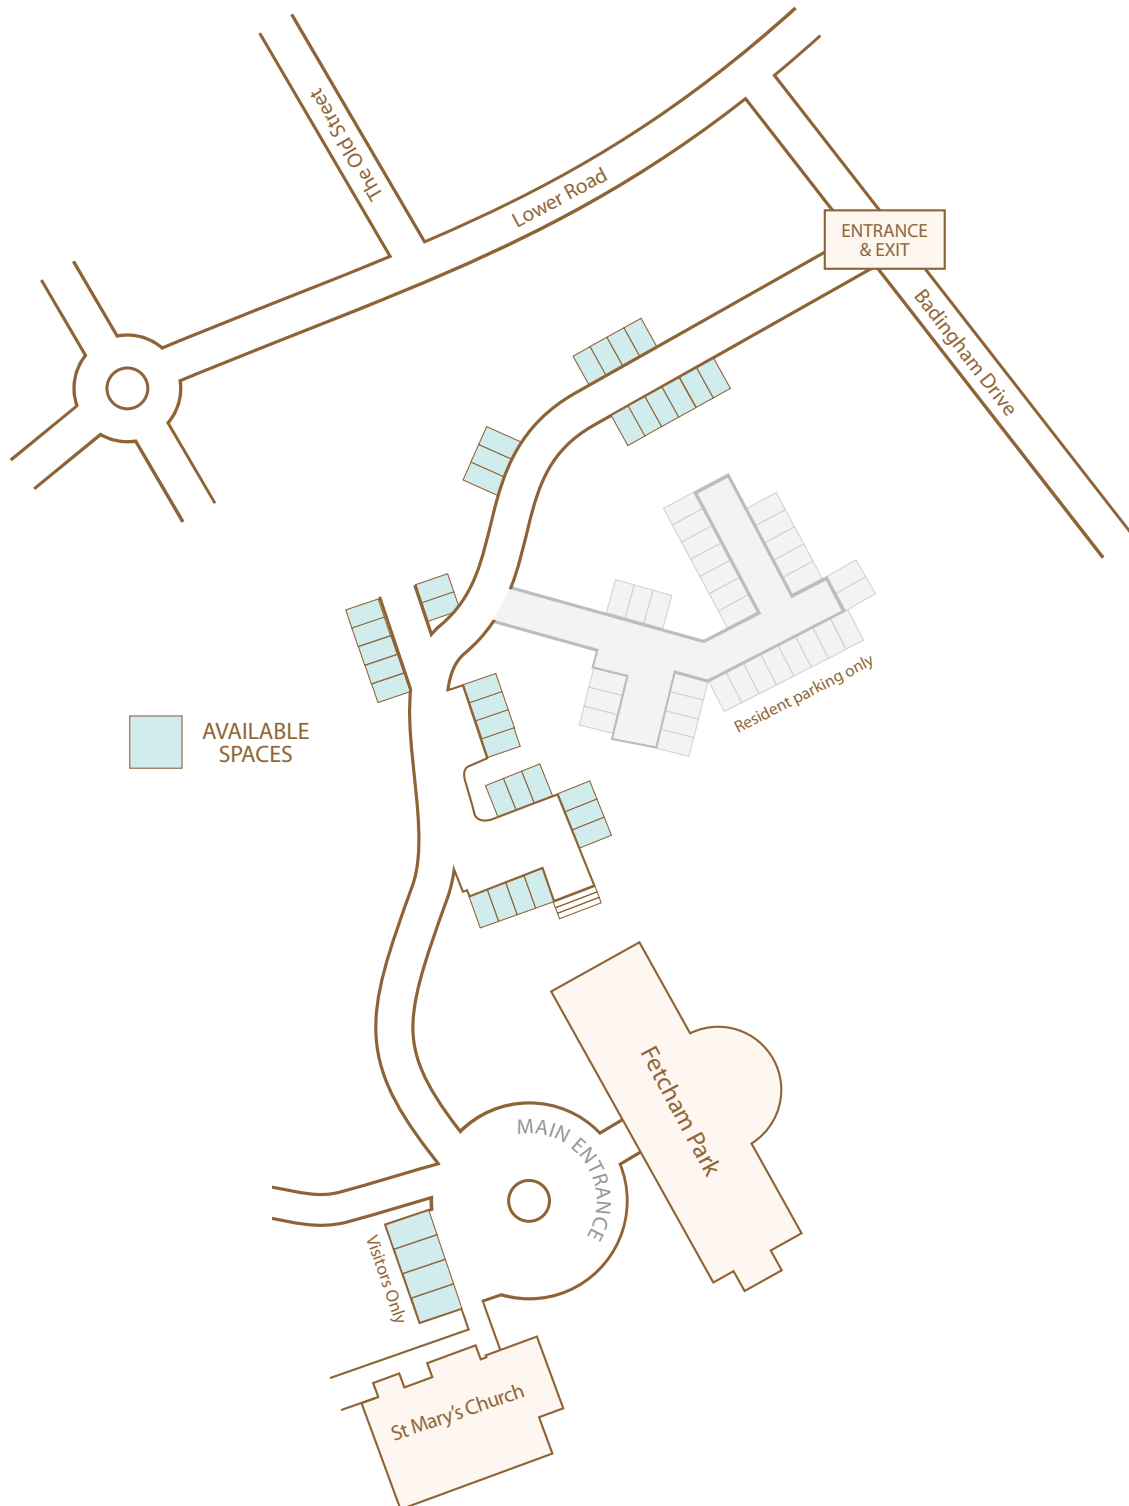 The Old Street
Lower Road
ENTRANCE
& EXIT
Badingham Drive
Resident parking only
AVAILABLE
SPACES
Fetcham Park
MAIN ENTRANCE
Visitors Only
St Mary's Church